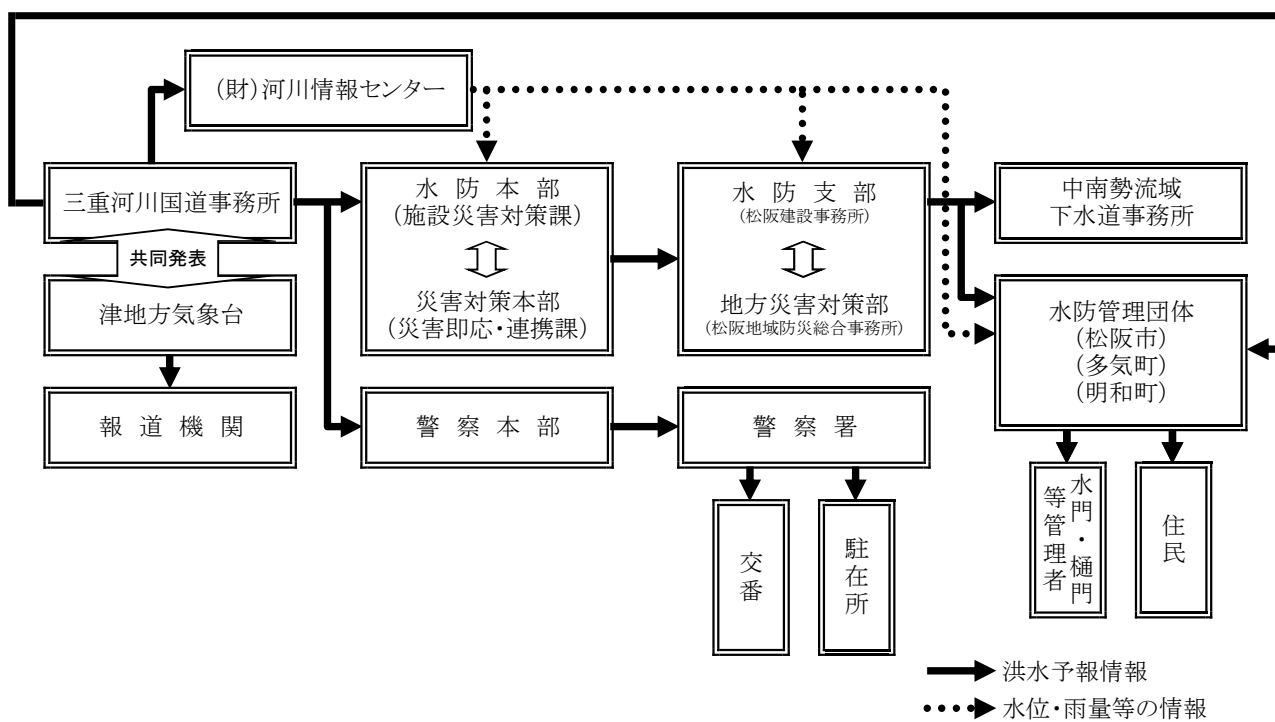 (財)河川情報センター
三重河川国道事務所
共同発表
津地方気象台
報道機関
水防本部
(施設災害対策課)
災害対策本部
(災害即応・連携課)
警察本部
水防支部
(松阪建設事務所)
地方災害対策部
(松阪地域防災総合事務所)
警察署
交番
駐在所
中南勢流域
下水道事務所
水防管理団体
(松阪市)
(多気町)
(明和町)
水門・樋門
等管理者
住民
洪水予報情報
水位・雨量等の情報